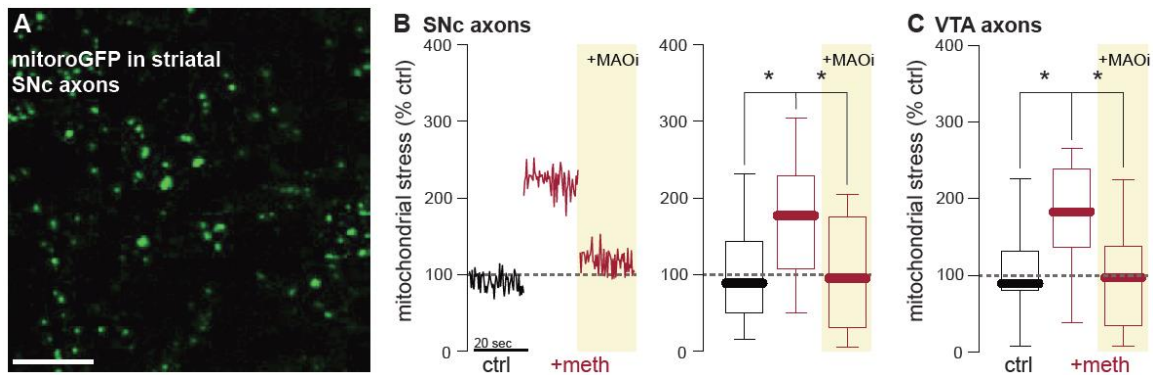 A
mitoroGFP in striatal
SNc axons
B SNc axons
mitochondrial stress (% ctrl)
400
300
200
100
0
+MAOi
20 sec
ctrl
+meth
400
300
200
100
0
+MAOi
* *
C VTA axons
mitochondrial stress (% ctrl)
400
300
200
100
0
+MAOi
* *
ctrl
+meth